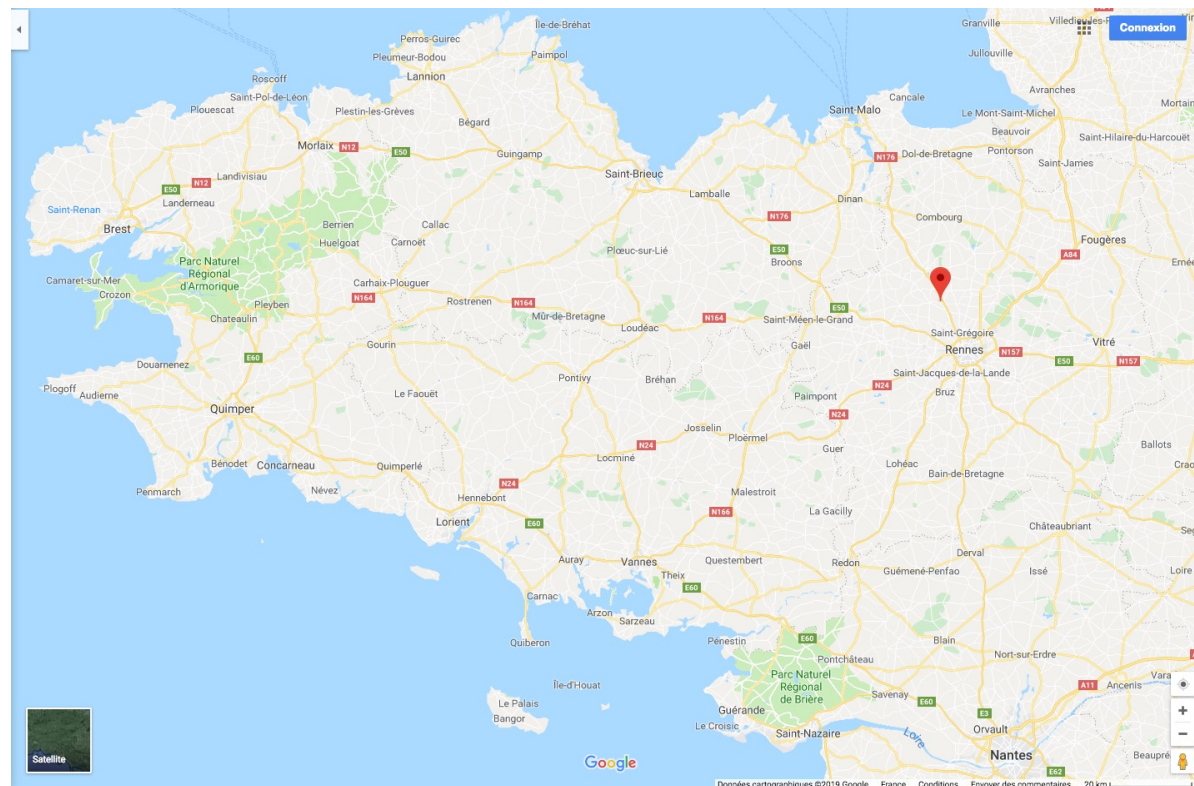 Île-de-Bréhat
Granville
Connexion
Perros-Guirec
Pleumeur-Bodou
Paimpol
Jullouville
Lannion
Roscoff
Avranches
Saint-Pol-de-Léon
Cancale
Plouescat
Plestin-les-Grèves
Saint-Malo
Le Mont-Saint-Michel
Bégard
Beauvoir
Saint-Hilaire-du-Harcouët
Morlaix
N12
E50
Guingamp
N176
Dol-de-Bretagne
Pontorson
Saint-James
Landivisiau
Saint-Brieuc
N12
E50
Lamballe
Dinan
Landerneau
Saint-Renan
N176
Combourg
Brest
Berrien
Callac
Huelgoat
Carnoët
Plœuc-sur-Lié
E50
Broons
Fougères
A84
Parc Naturel
Régional
d'Armorique
Camaret-sur-Mer
Crozon
Pleyben
Carhaix-Plouguer
N164
Rostrenen
N164
Mûr-de-Bretagne
E50
Chateaulin
Loudéac
N164
Saint-Méen-le-Grand
Saint-Grégoire
Gourin
Gaël
Rennes
N157
Vitré
E60
E50
N157
Douarnenez
Saint-Jacques-de-la-Lande
Plogoff
Audierne
Pontivy
Bréhan
N24
Bruz
Le Faouët
Paimpont
Quimper
N24
Josselin
Ploërmel
N24
Guer
Ballots
Bénodet
Concarneau
Quimperlé
Locminé
Lohéac
Bain-de-Bretagne
Penmarch
Névez
N24
Hennebont
Malestroit
N166
La Gacilly
Lorient
E60
Châteaubriant
Auray
Vannes
Questembert
Redon
Derval
Theix
E60
Guémené-Penfao
Issé
Loire
Carnac
Arzon
Sarzeau
Quiberon
Pénestin
E60
Blain
Nort-sur-Erdre
Pontchâteau
Parc Naturel
Régional
de Brière
Île-d'Houat
Savenay
A11
Ancenis
Le Palais
Bangor
Guérande
E60
E3
Le Croisic
Orvault
Saint-Nazaire
Loire
Nantes
Satellite
Google
E62
Données cartographiques ©2019 Google France Conditions Envoyer des commentaires 20 km